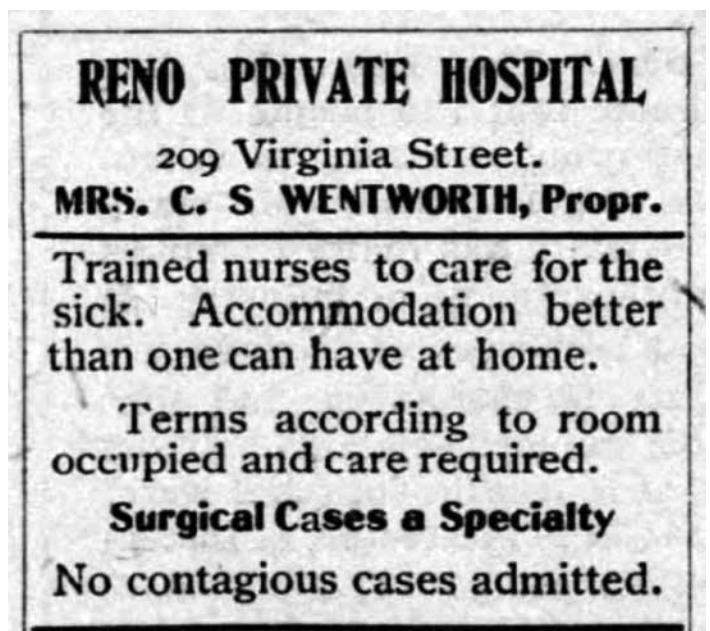 RENO PRIVATE HOSPITAL
209 Virginia Street.
MRS. C. S WENTWORTH, Propr.
Trained nurses to care for the
sick. Accommodation better
than one can have at home.
Terms according to room
occupied and care required.
Surgical Cases a Specialty
No contagious cases admitted.